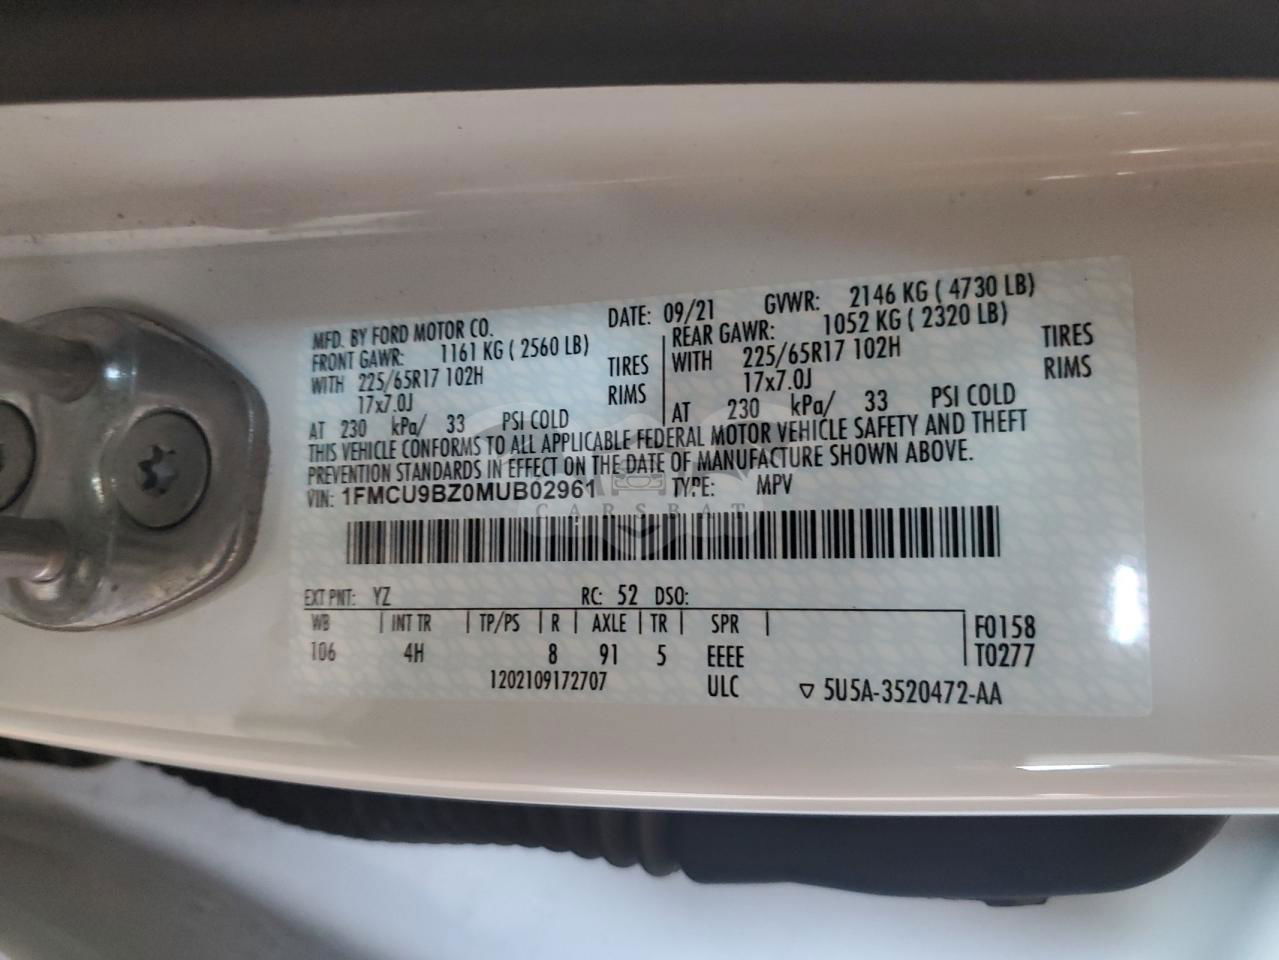 MFD. BY FORD MOTOR CO. DATE: 09/21 GVWR: 2146 KG ( 4730 LB)
FRONT GAWR: 1161 KG ( 2560 LB) REAR GAWR: 1052 KG ( 2320 LB)
WITH 225/65R17 102H TIRES WITH 225/65R17 102H TIRES
17x7.0J RIMS 17x7.0J RIMS
AT 230 kPa/ 33 PSI COLD AT 230 kPa/ 33 PSI COLD
THIS VEHICLE CONFORMS TO ALL APPLICABLE FEDERAL MOTOR VEHICLE SAFETY AND THEFT
PREVENTION STANDARDS IN EFFECT ON THE DATE OF MANUFACTURE SHOWN ABOVE.
VIN: 1FMCU9BZ0MUB02961 TYPE: MPV
CARSBAT
EXT PNT: YZ RC: 52 DSO:
WB | INT TR | TP/PS | R | AXLE | TR | SPR | F0158
106 4H 8 91 5 EEEE T0277
1202109172707 ULC ▽ 5U5A-3520472-AA